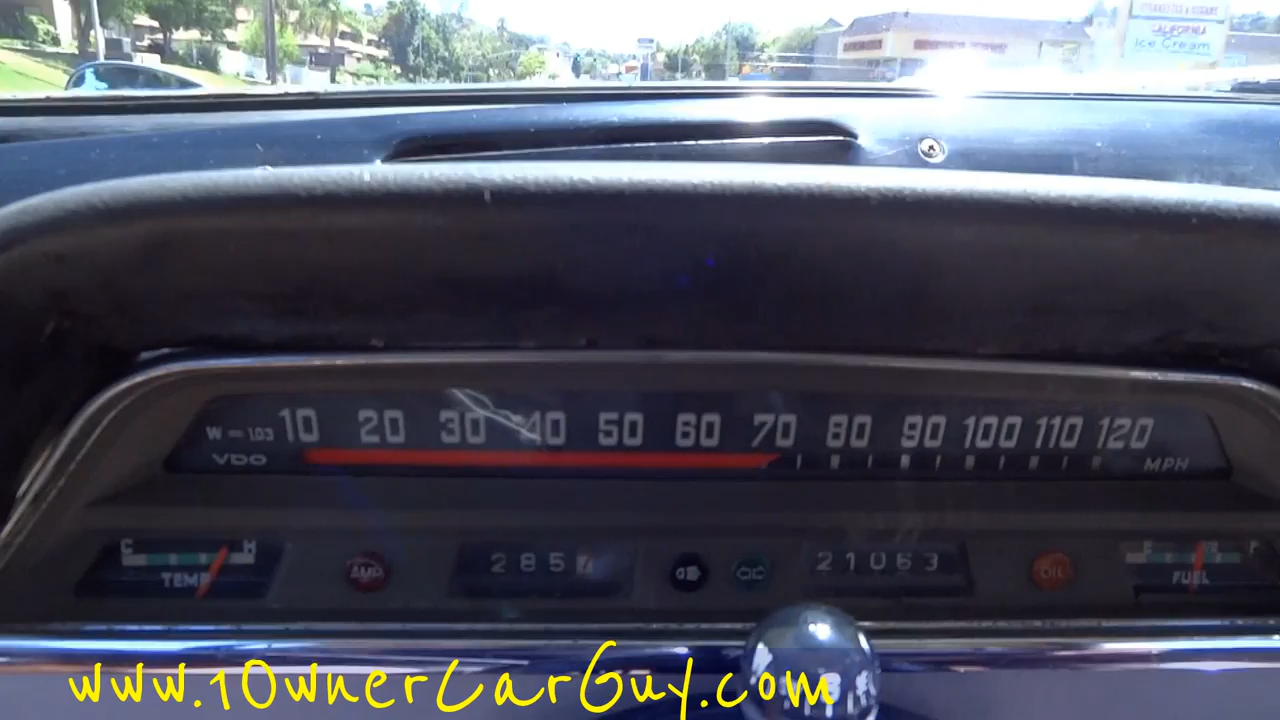 CALIFORNIA
Ice Cream
10 20 30 40 50 60 70 80 90 100 110 120
W = 1.03
VDO
MPH
C H
TEMP
AMP
285
21063
OIL
F
FUEL
www.1OwnerCarGuy.com